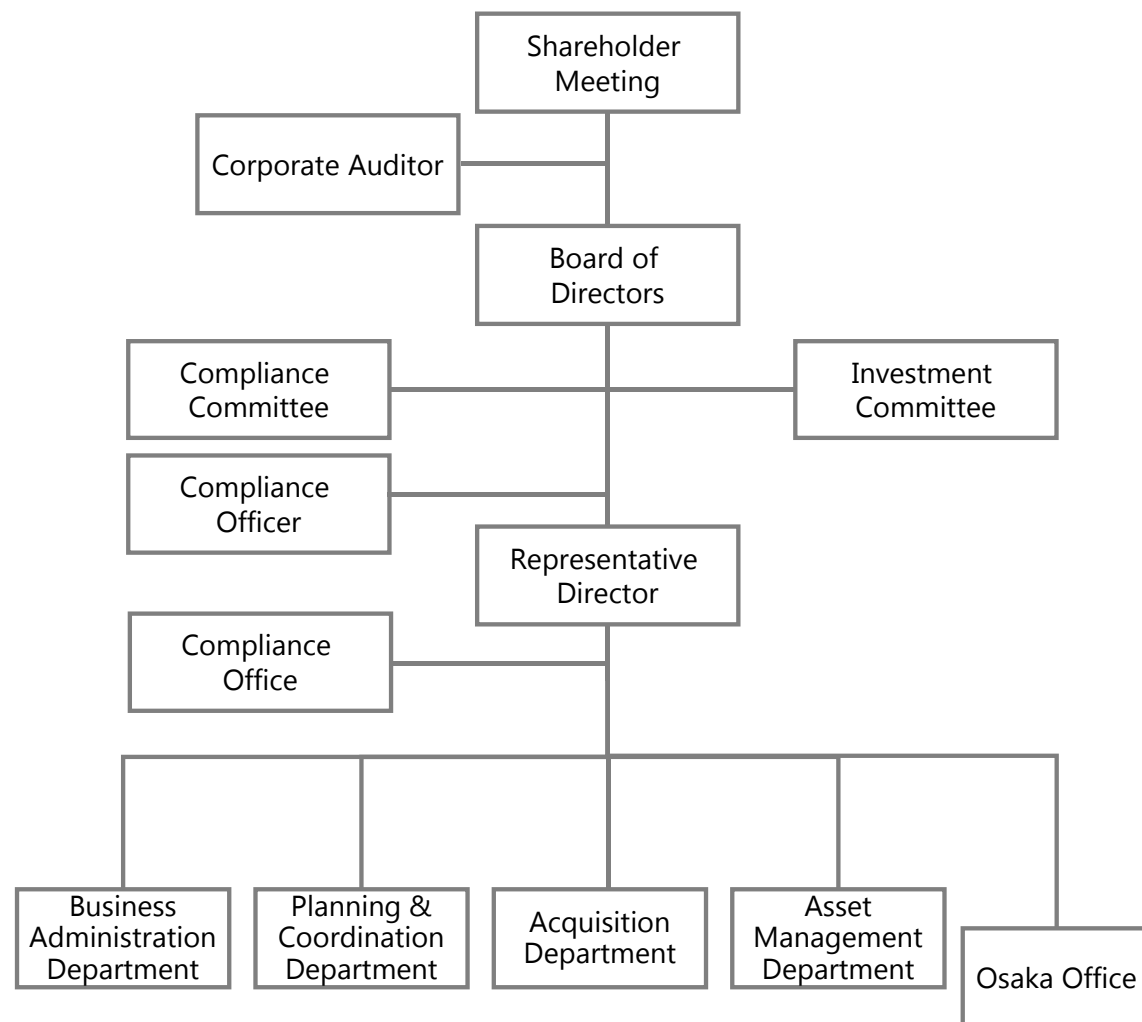 Shareholder
Meeting
Corporate Auditor
Board of
Directors
Compliance
Committee
Investment
Committee
Compliance
Officer
Representative
Director
Compliance
Office
Business
Administration
Department
Planning &
Coordination
Department
Acquisition
Department
Asset
Management
Department
Osaka Office